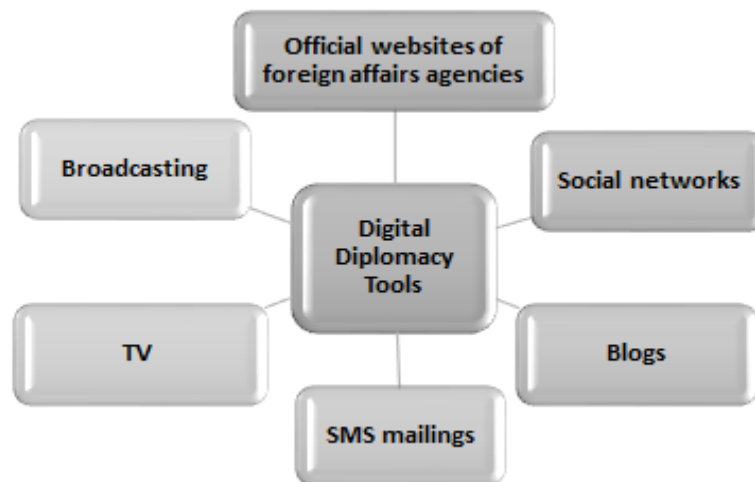 Official websites of
foreign affairs agencies
Broadcasting
Social networks
Digital
Diplomacy
Tools
TV
Blogs
SMS mailings